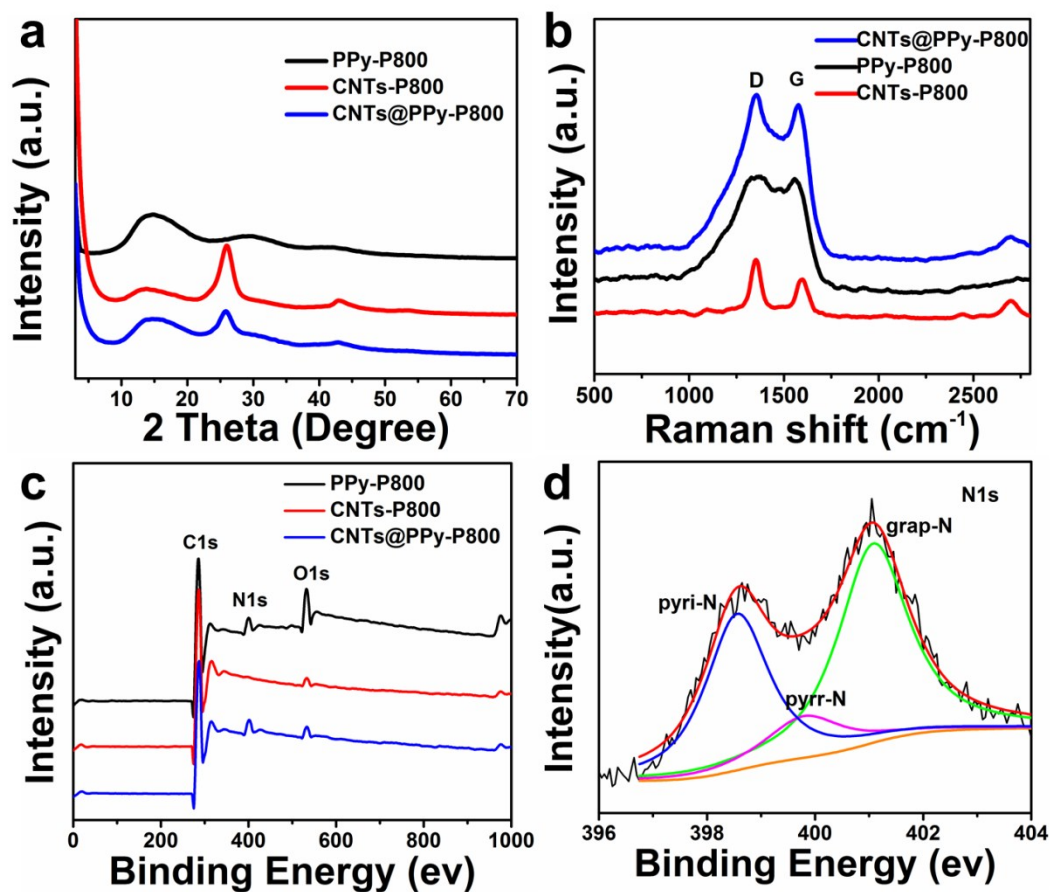 a
PPy-P800
CNTs-P800
CNTs@PPy-P800
Intensity (a.u.)
10 20 30 40 50 60 70
2 Theta (Degree)
b
CNTs@PPy-P800
PPy-P800
CNTs-P800
D G
Intensity (a.u.)
500 1000 1500 2000 2500
Raman shift (cm⁻¹)
c
PPy-P800
CNTs-P800
CNTs@PPy-P800
C1s
N1s
O1s
Intensity (a.u.)
0 200 400 600 800 1000
Binding Energy (ev)
d
N1s
grap-N
pyri-N
pyrr-N
Intensity(a.u.)
396 398 400 402 404
Binding Energy (ev)